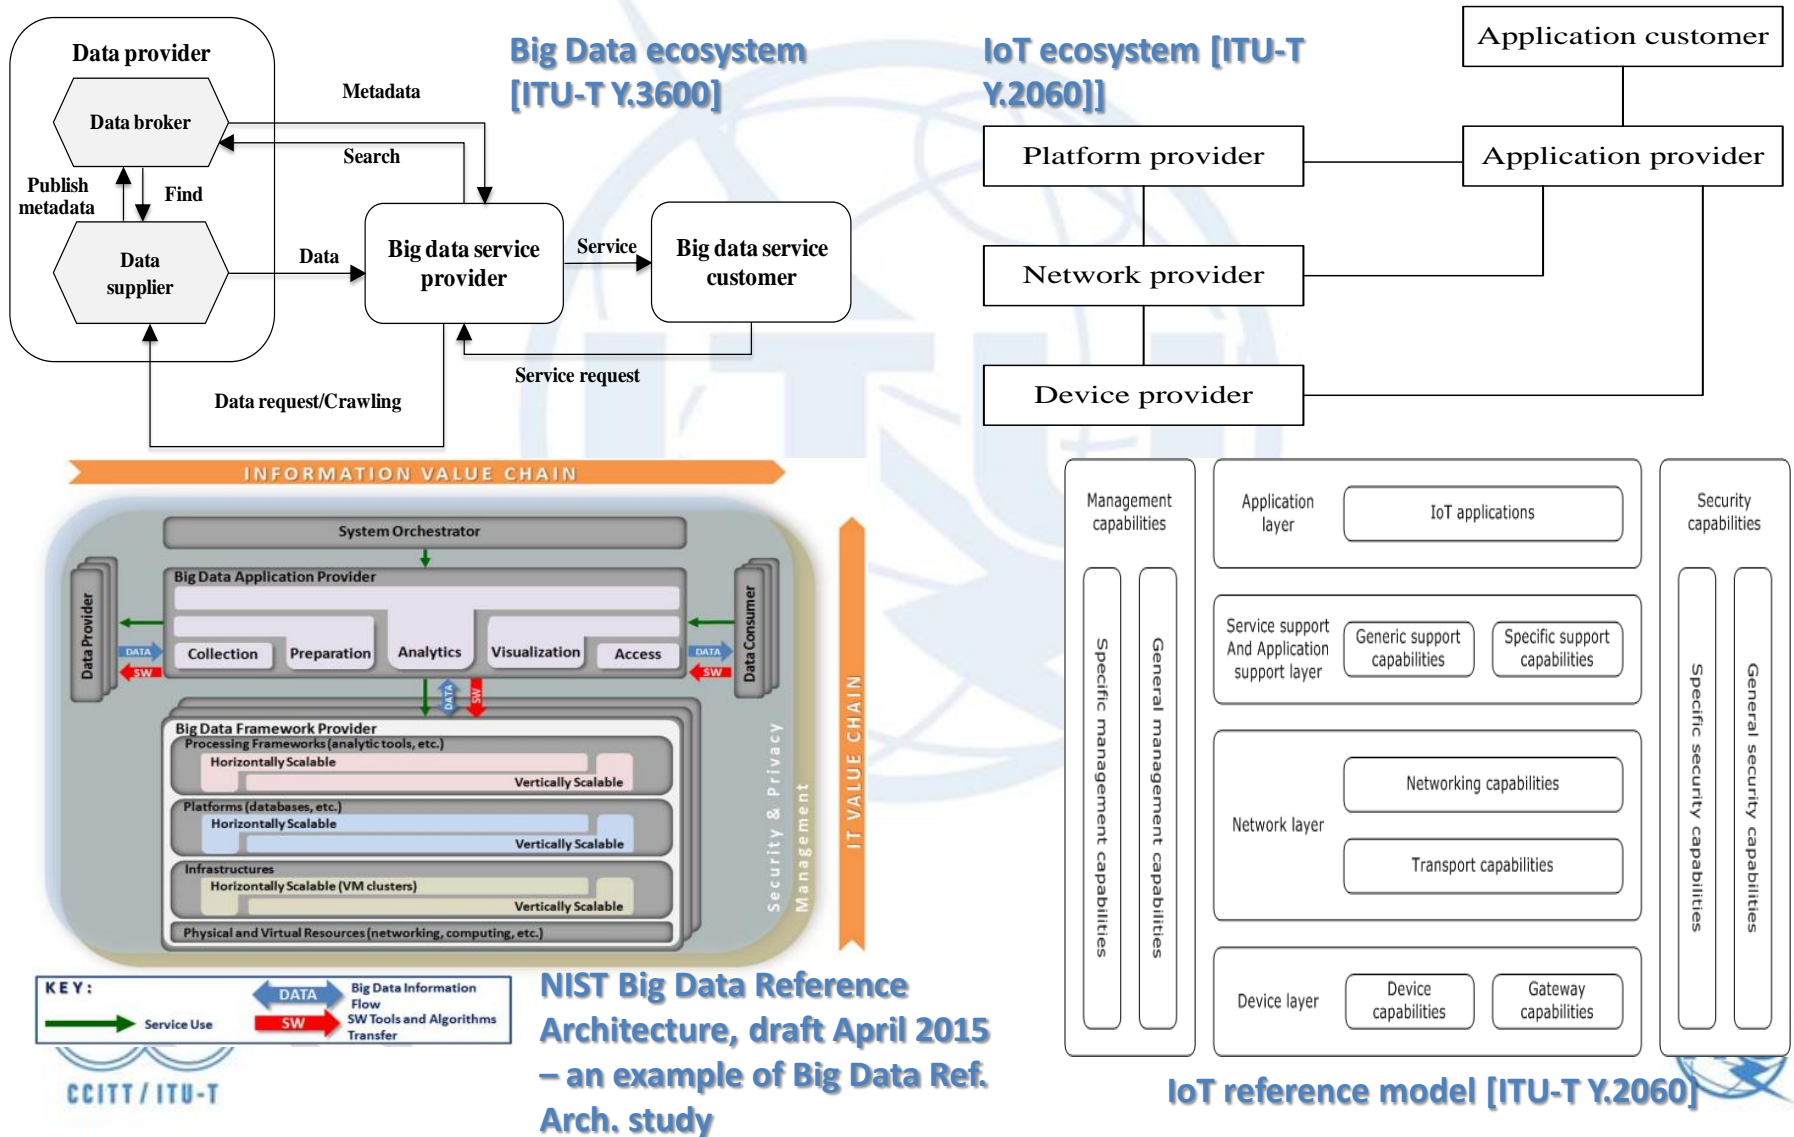 Data provider
Data broker
Publish
metadata
Find
Data
supplier
Metadata
Search
Data
Big data service
provider
Service
Big data service
customer
Service request
Data request/Crawling
Big Data ecosystem
[ITU-T Y.3600]
IoT ecosystem [ITU-T
Y.2060]]
Application customer
Platform provider
Application provider
Network provider
Device provider
INFORMATION VALUE CHAIN
System Orchestrator
Big Data Application Provider
Collection
Preparation
Analytics
Visualization
Access
Data Provider
DATA
SW
Data Consumer
DATA
SW
DATA
SW
Big Data Framework Provider
Processing Frameworks (analytic tools, etc.)
Horizontally Scalable
Vertically Scalable
Platforms (databases, etc.)
Horizontally Scalable
Vertically Scalable
Infrastructures
Horizontally Scalable (VM clusters)
Vertically Scalable
Physical and Virtual Resources (networking, computing, etc.)
Security & Privacy
Management
IT VALUE CHAIN
KEY:
Service Use
DATA
Big Data Information
Flow
SW
SW Tools and Algorithms
Transfer
CCITT / ITU-T
NIST Big Data Reference
Architecture, draft April 2015
– an example of Big Data Ref.
Arch. study
Management
capabilities
Specific management capabilities
General management capabilities
Application
layer
IoT applications
Service support
And Application
support layer
Generic support
capabilities
Specific support
capabilities
Network layer
Networking capabilities
Transport capabilities
Device layer
Device
capabilities
Gateway
capabilities
Security
capabilities
Specific security capabilities
General security capabilities
IoT reference model [ITU-T Y.2060]
ITU